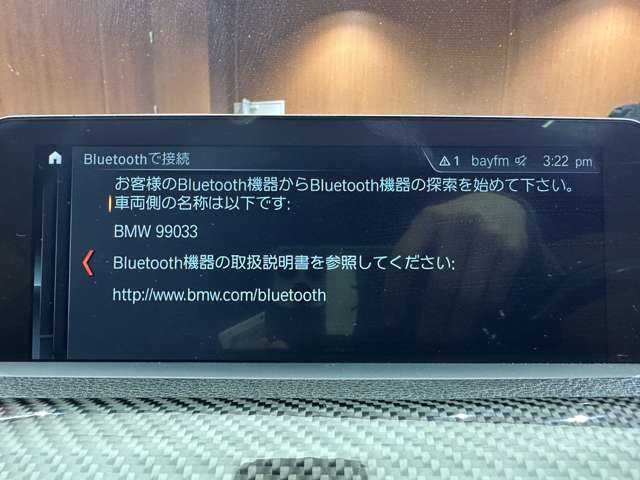 Bluetoothで接続
1 bayfm 3:22 pm
お客様のBluetooth機器からBluetooth機器の探索を始めて下さい。
車両側の名称は以下です:
BMW 99033
Bluetooth機器の取扱説明書を参照してください:
http://www.bmw.com/bluetooth